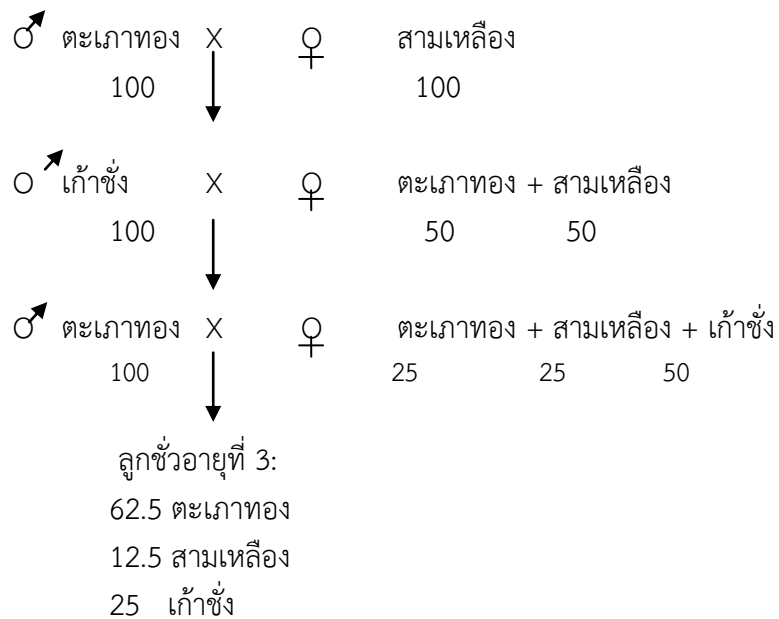 ♂ ตะเภาทอง X ♀ สามเหลือง
100 100
♂ เก้าชั่ง X ♀ ตะเภาทอง + สามเหลือง
100 50 50
♂ ตะเภาทอง X ♀ ตะเภาทอง + สามเหลือง + เก้าชั่ง
100 25 25 50
ลูกชั่วอายุที่ 3:
62.5 ตะเภาทอง
12.5 สามเหลือง
25 เก้าชั่ง